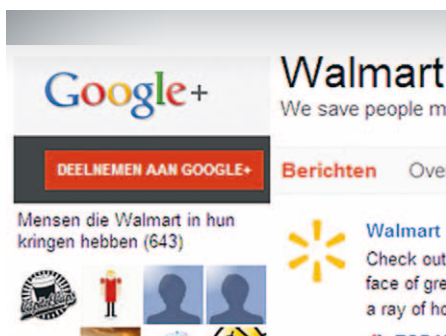 Google+
Walmart
We save people m
DEELNEMEN AAN GOOGLE+
Berichten Ove
Mensen die Walmart in hun
kringen hebben (643)
Walmart
Check out
face of gre
a ray of ho